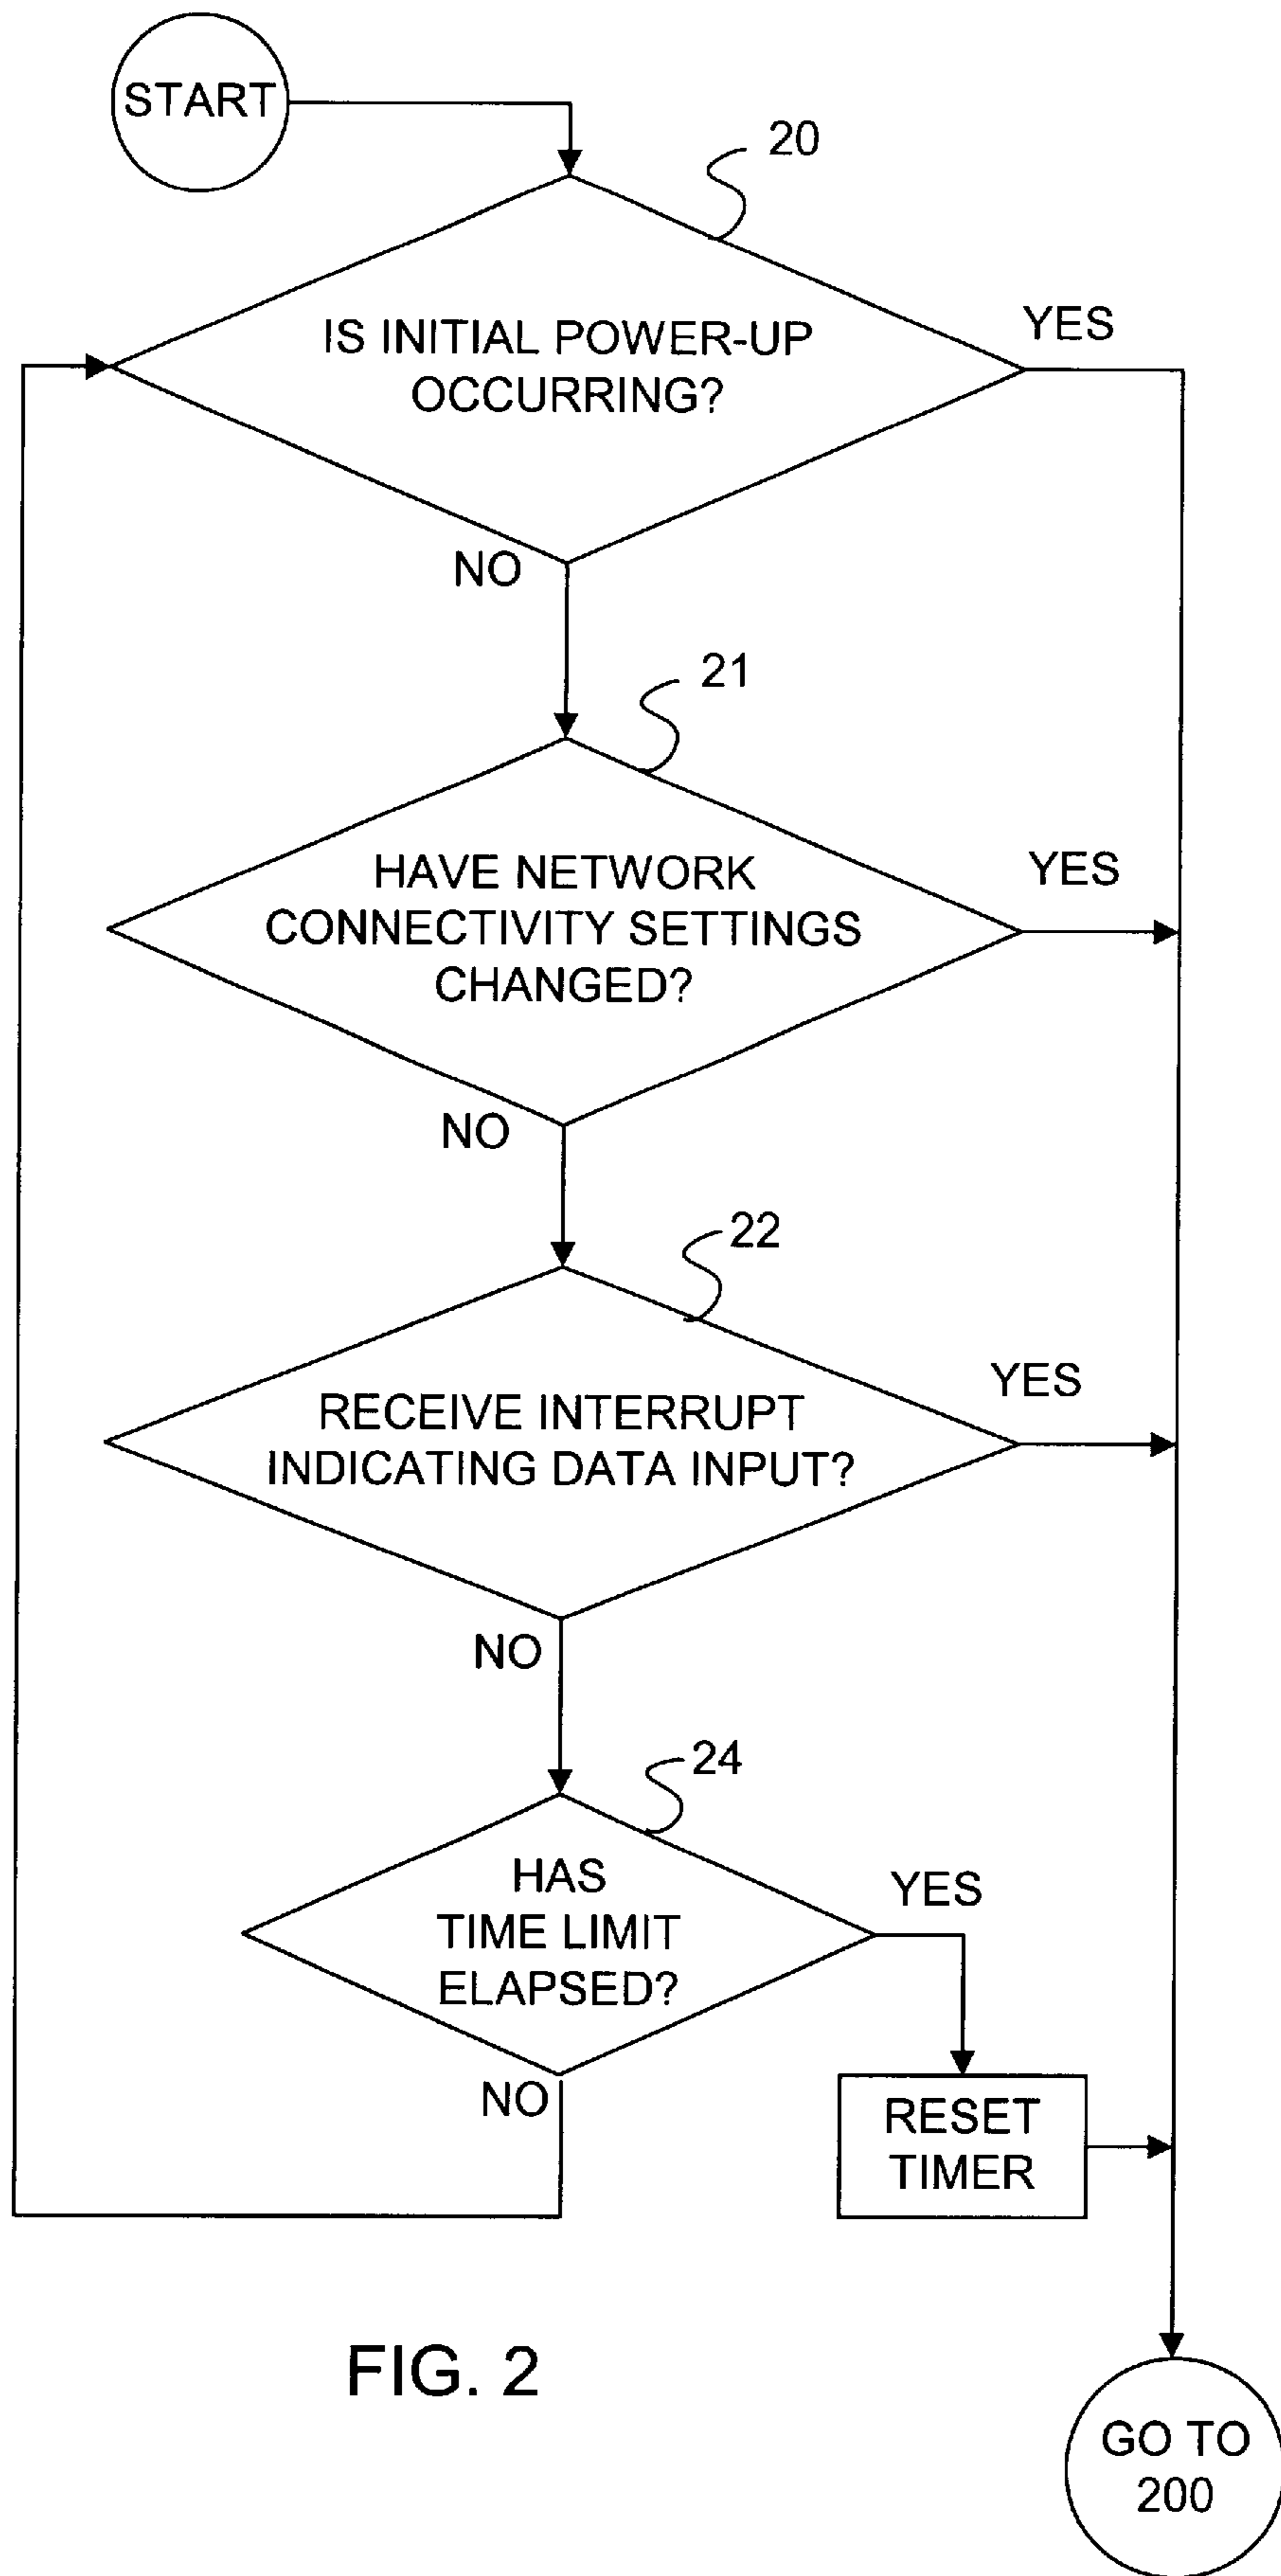 START
20
IS INITIAL POWER-UP
OCCURRING?
YES
NO
21
HAVE NETWORK
CONNECTIVITY SETTINGS
CHANGED?
YES
NO
22
RECEIVE INTERRUPT
INDICATING DATA INPUT?
YES
NO
24
HAS
TIME LIMIT
ELAPSED?
YES
NO
RESET
TIMER
FIG. 2
GO TO
200